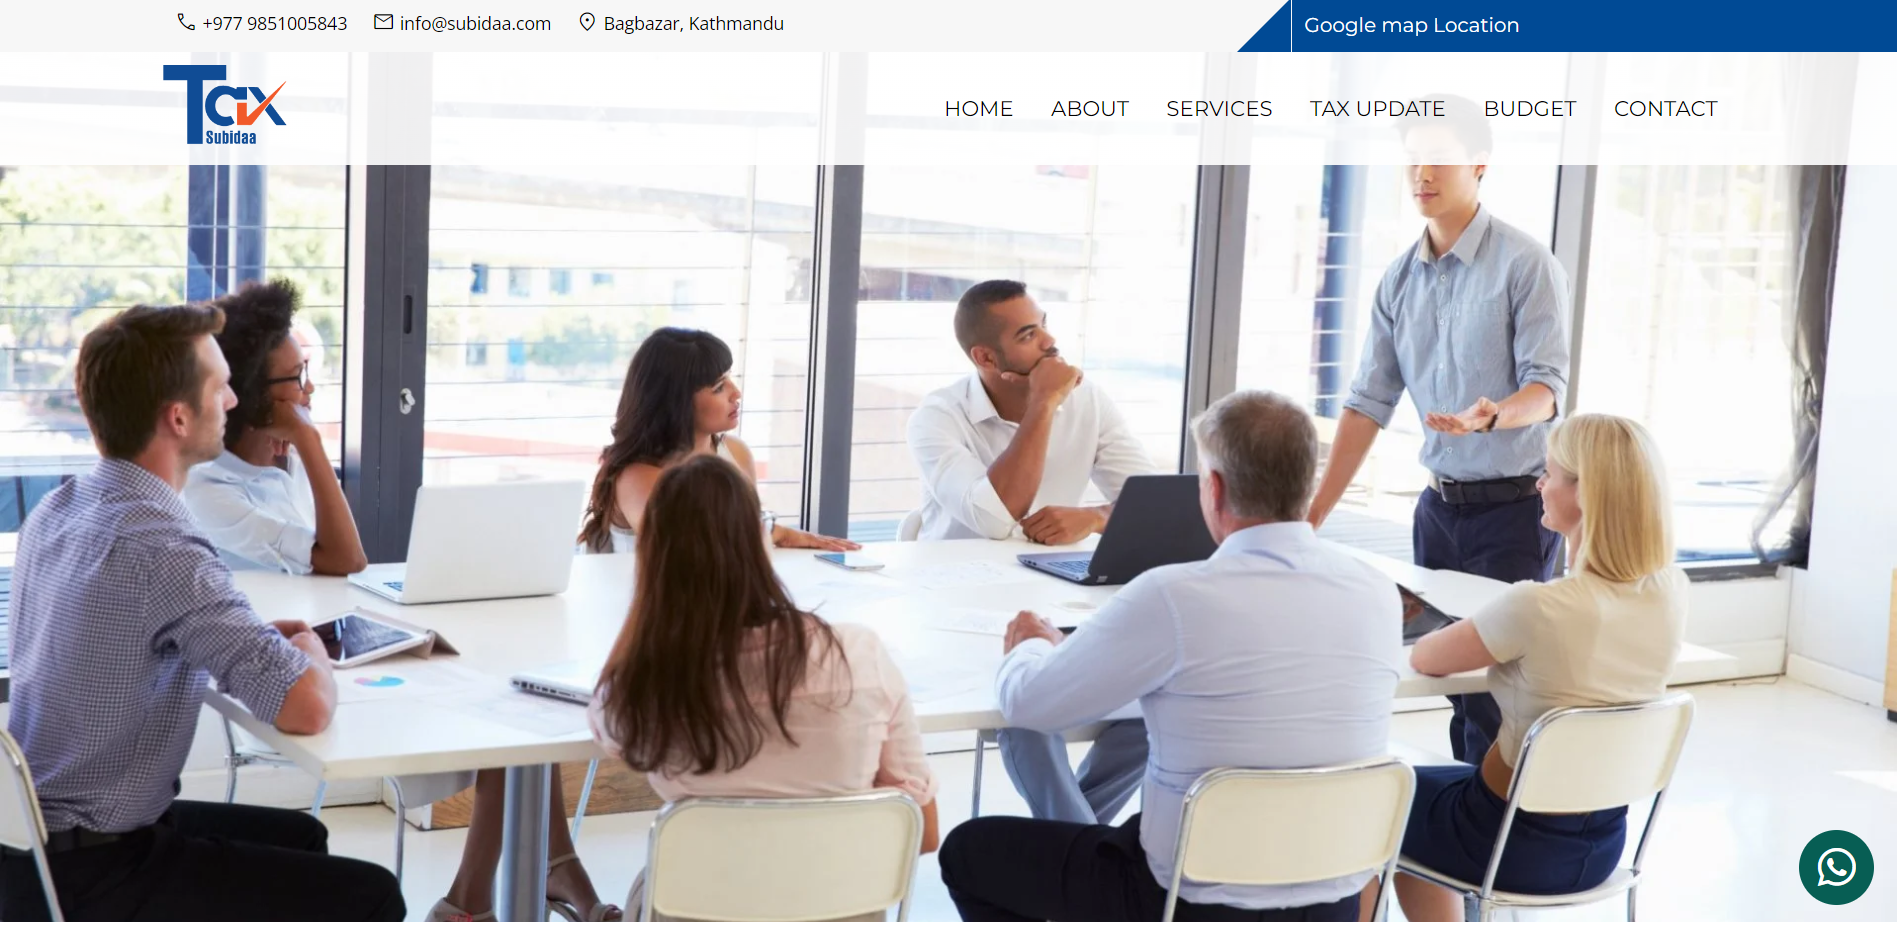 +977 9851005843 info@subidaa.com Bagbazar, Kathmandu Google map Location
Tax
Subidaa
HOME ABOUT SERVICES TAX UPDATE BUDGET CONTACT